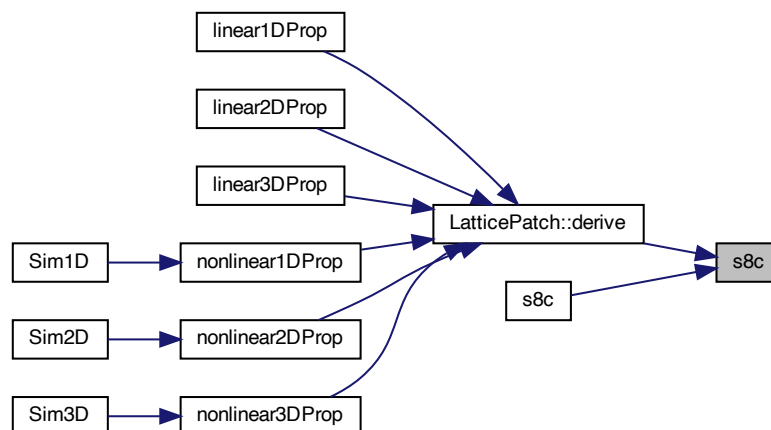 linear1DProp
linear2DProp
linear3DProp
LatticePatch::derive
Sim1D
nonlinear1DProp
s8c
s8c
Sim2D
nonlinear2DProp
Sim3D
nonlinear3DProp